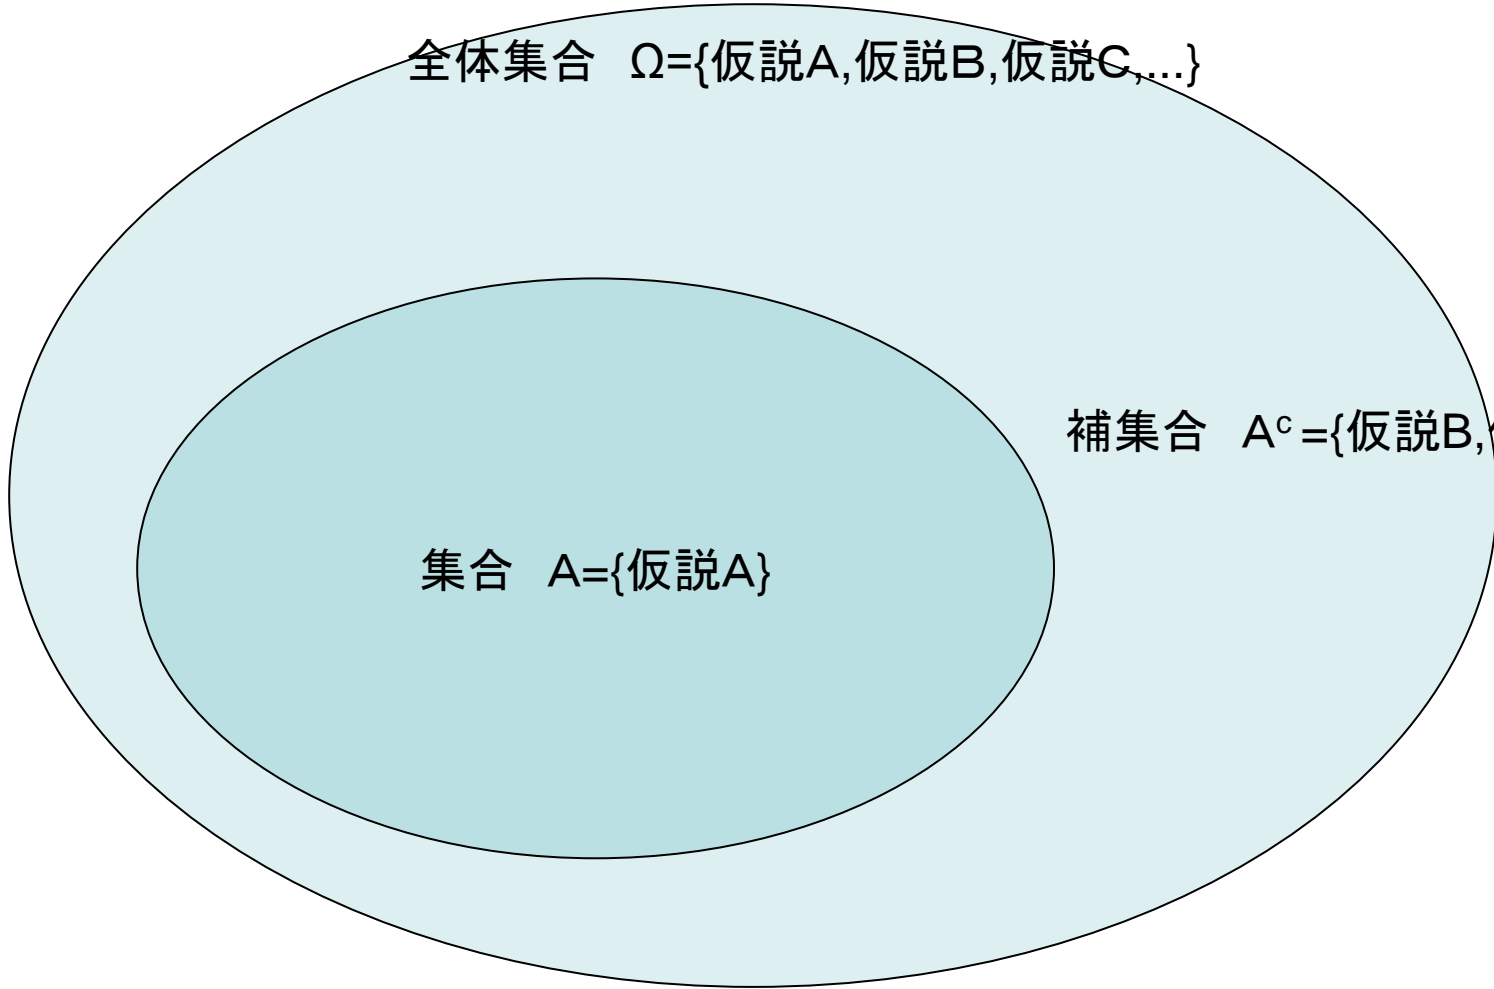 全体集合　Ω={仮説A,仮説B,仮説C,...}
補集合　Aᶜ={仮説B,
集合　A={仮説A}